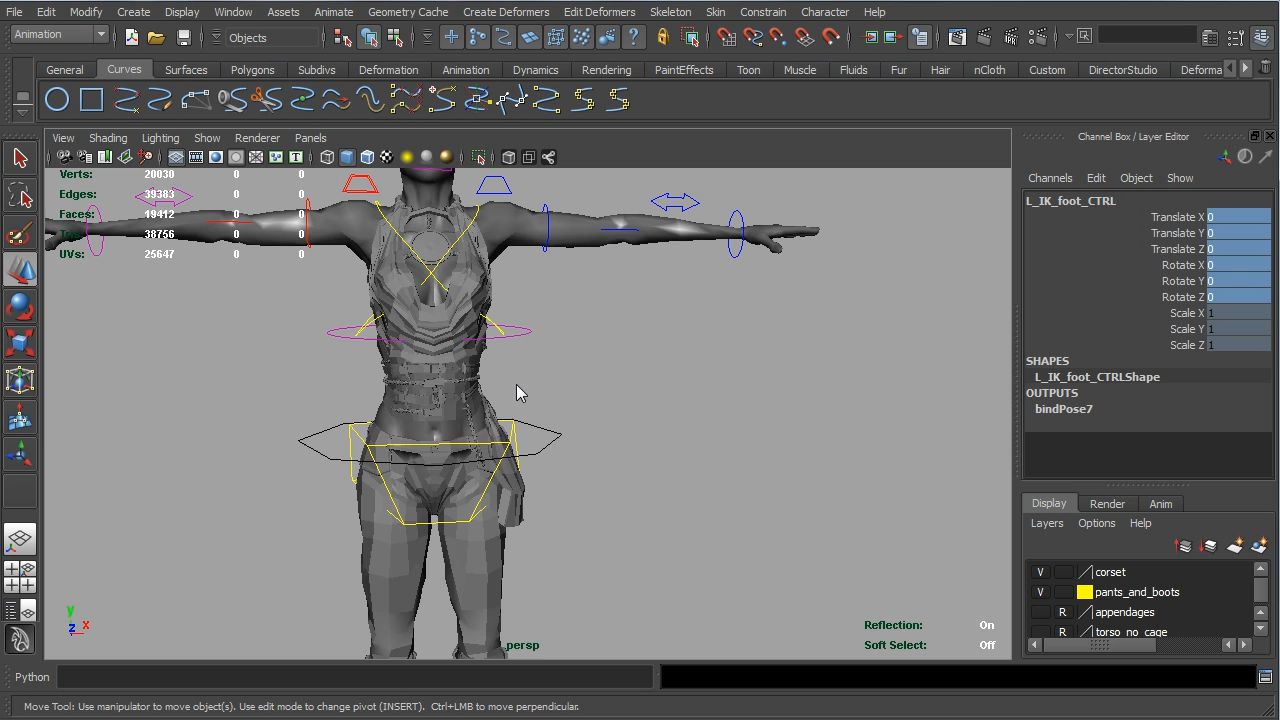 File Edit Modify Create Display Window Assets Animate Geometry Cache Create Deformers Edit Deformers Skeleton Skin Constrain Character Help
Animation Objects
General Curves Surfaces Polygons Subdivs Deformation Animation Dynamics Rendering PaintEffects Toon Muscle Fluids Fur Hair nCloth Custom DirectorStudio Deforma
View Shading Lighting Show Renderer Panels
Verts: 20030 0 0
Edges: 39383 0 0
Faces: 19412 0 0
Tris: 38756 0 0
UVs: 25647 0 0
y
z x
persp
Reflection: On
Soft Select: Off
Channel Box / Layer Editor
Channels Edit Object Show
L_IK_foot_CTRL
Translate X 0
Translate Y 0
Translate Z 0
Rotate X 0
Rotate Y 0
Rotate Z 0
Scale X 1
Scale Y 1
Scale Z 1
SHAPES
L_IK_foot_CTRLShape
OUTPUTS
bindPose7
Display Render Anim
Layers Options Help
V corset
V pants_and_boots
R appendages
R torso_no_cage
Python
Move Tool: Use manipulator to move object(s). Use edit mode to change pivot (INSERT). Ctrl+LMB to move perpendicular.